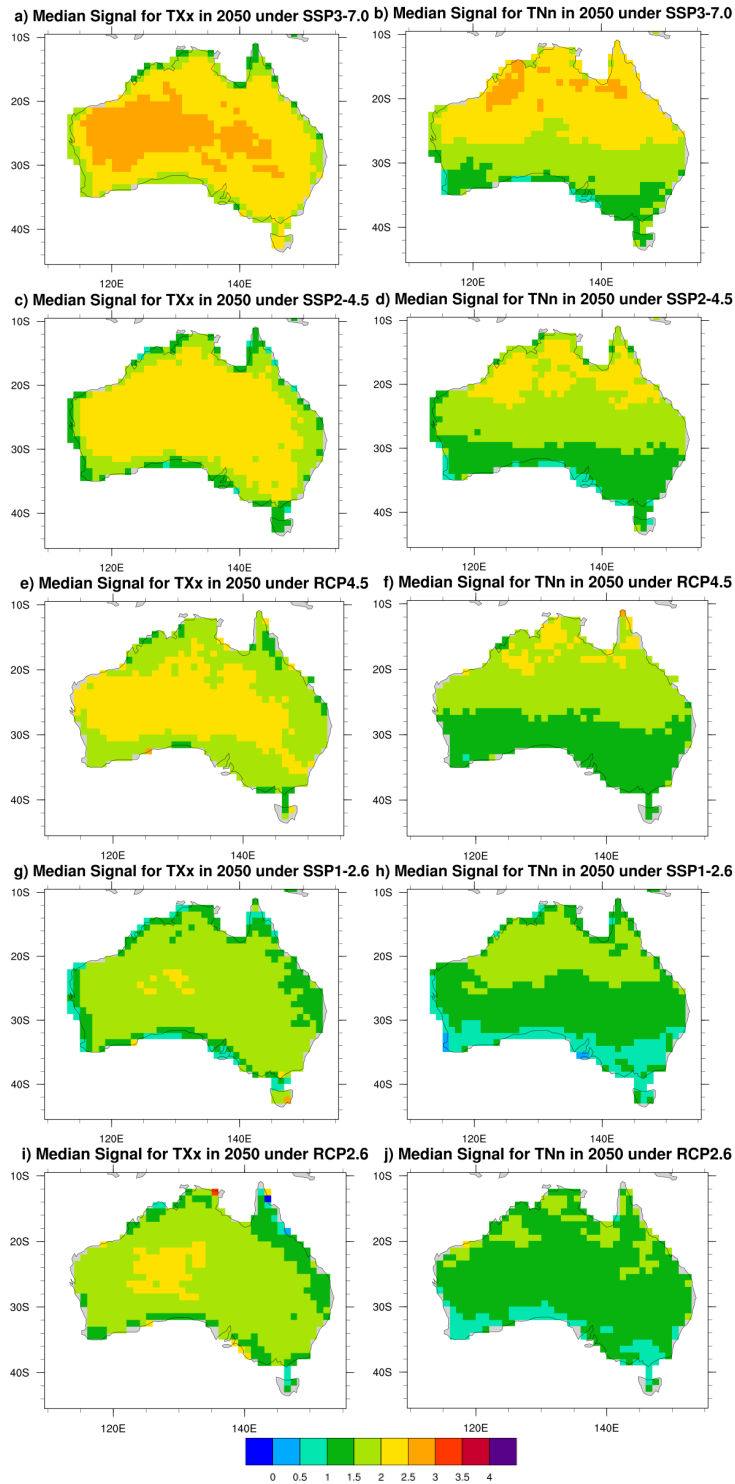 a) Median Signal for TXx in 2050 under SSP3-7.0
b) Median Signal for TNn in 2050 under SSP3-7.0
10S
20S
30S
40S
120E
140E
10S
20S
30S
40S
120E
140E
c) Median Signal for TXx in 2050 under SSP2-4.5
d) Median Signal for TNn in 2050 under SSP2-4.5
10S
20S
30S
40S
120E
140E
10S
20S
30S
40S
120E
140E
e) Median Signal for TXx in 2050 under RCP4.5
f) Median Signal for TNn in 2050 under RCP4.5
10S
20S
30S
40S
120E
140E
10S
20S
30S
40S
120E
140E
g) Median Signal for TXx in 2050 under SSP1-2.6
h) Median Signal for TNn in 2050 under SSP1-2.6
10S
20S
30S
40S
120E
140E
10S
20S
30S
40S
120E
140E
i) Median Signal for TXx in 2050 under RCP2.6
j) Median Signal for TNn in 2050 under RCP2.6
10S
20S
30S
40S
120E
140E
10S
20S
30S
40S
120E
140E
0 0.5 1 1.5 2 2.5 3 3.5 4